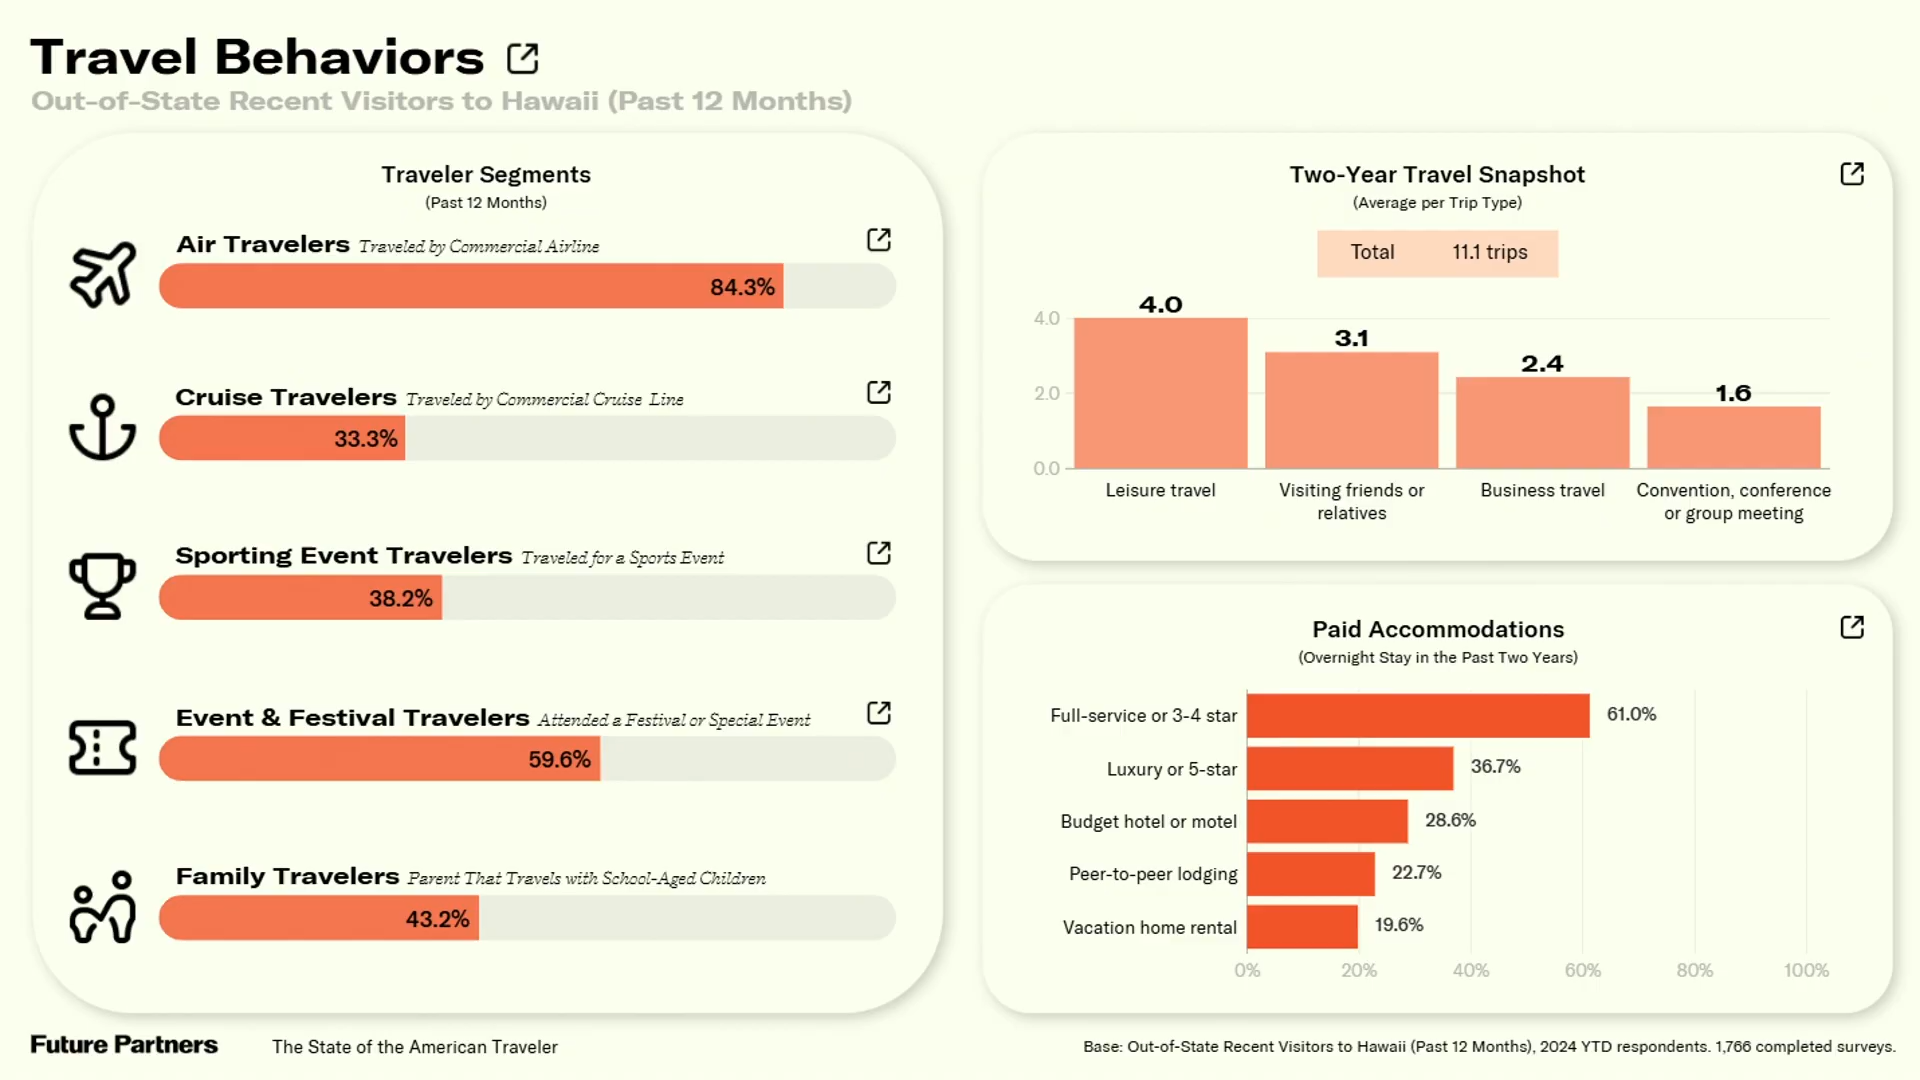 Travel Behaviors
Out-of-State Recent Visitors to Hawaii (Past 12 Months)
Traveler Segments
(Past 12 Months)
Air Travelers Traveled by Commercial Airline
84.3%
Cruise Travelers Traveled by Commercial Cruise Line
33.3%
Sporting Event Travelers Traveled for a Sports Event
38.2%
Event & Festival Travelers Attended a Festival or Special Event
59.6%
Family Travelers Parent That Travels with School-Aged Children
43.2%
Two-Year Travel Snapshot
(Average per Trip Type)
Total 11.1 trips
4.0
3.1
2.4
1.6
4.0
2.0
0.0
Leisure travel
Visiting friends or
relatives
Business travel
Convention, conference
or group meeting
Paid Accommodations
(Overnight Stay in the Past Two Years)
Full-service or 3-4 star 61.0%
Luxury or 5-star 36.7%
Budget hotel or motel 28.6%
Peer-to-peer lodging 22.7%
Vacation home rental 19.6%
0% 20% 40% 60% 80% 100%
Future Partners
The State of the American Traveler
Base: Out-of-State Recent Visitors to Hawaii (Past 12 Months), 2024 YTD respondents. 1,766 completed surveys.